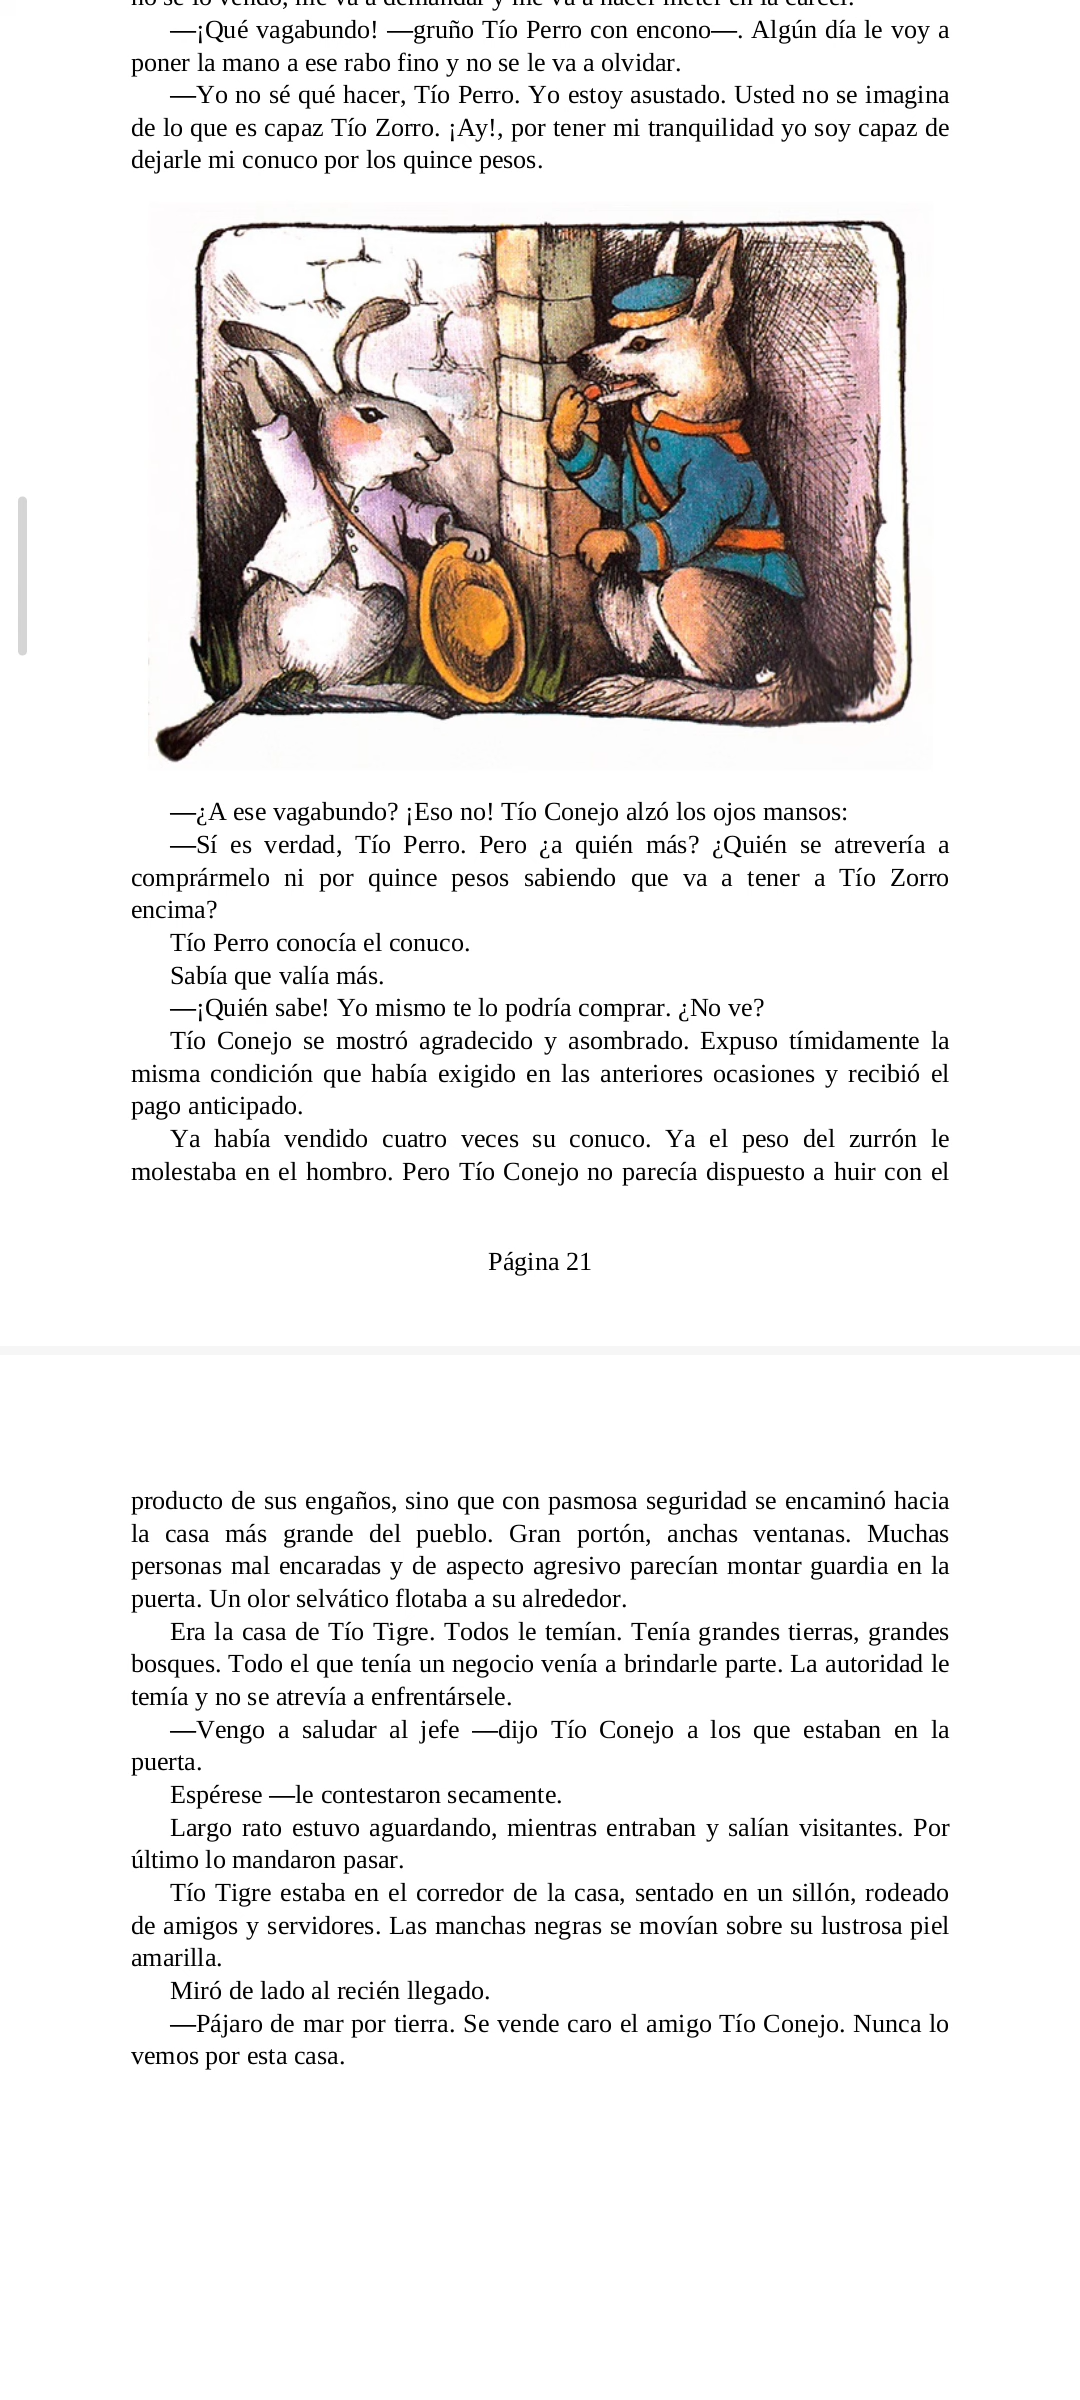 —¡Qué vagabundo! —gruño Tío Perro con encono—. Algún día le voy a
poner la mano a ese rabo fino y no se le va a olvidar.
—Yo no sé qué hacer, Tío Perro. Yo estoy asustado. Usted no se imagina
de lo que es capaz Tío Zorro. ¡Ay!, por tener mi tranquilidad yo soy capaz de
dejarle mi conuco por los quince pesos.
—¿A ese vagabundo? ¡Eso no! Tío Conejo alzó los ojos mansos:
—Sí es verdad, Tío Perro. Pero ¿a quién más? ¿Quién se atrevería a
comprármelo ni por quince pesos sabiendo que va a tener a Tío Zorro
encima?
Tío Perro conocía el conuco.
Sabía que valía más.
—¡Quién sabe! Yo mismo te lo podría comprar. ¿No ve?
Tío Conejo se mostró agradecido y asombrado. Expuso tímidamente la
misma condición que había exigido en las anteriores ocasiones y recibió el
pago anticipado.
Ya había vendido cuatro veces su conuco. Ya el peso del zurrón le
molestaba en el hombro. Pero Tío Conejo no parecía dispuesto a huir con el
Página 21
producto de sus engaños, sino que con pasmosa seguridad se encaminó hacia
la casa más grande del pueblo. Gran portón, anchas ventanas. Muchas
personas mal encaradas y de aspecto agresivo parecían montar guardia en la
puerta. Un olor selvático flotaba a su alrededor.
Era la casa de Tío Tigre. Todos le temían. Tenía grandes tierras, grandes
bosques. Todo el que tenía un negocio venía a brindarle parte. La autoridad le
temía y no se atrevía a enfrentársele.
—Vengo a saludar al jefe —dijo Tío Conejo a los que estaban en la
puerta.
Espérese —le contestaron secamente.
Largo rato estuvo aguardando, mientras entraban y salían visitantes. Por
último lo mandaron pasar.
Tío Tigre estaba en el corredor de la casa, sentado en un sillón, rodeado
de amigos y servidores. Las manchas negras se movían sobre su lustrosa piel
amarilla.
Miró de lado al recién llegado.
—Pájaro de mar por tierra. Se vende caro el amigo Tío Conejo. Nunca lo
vemos por esta casa.